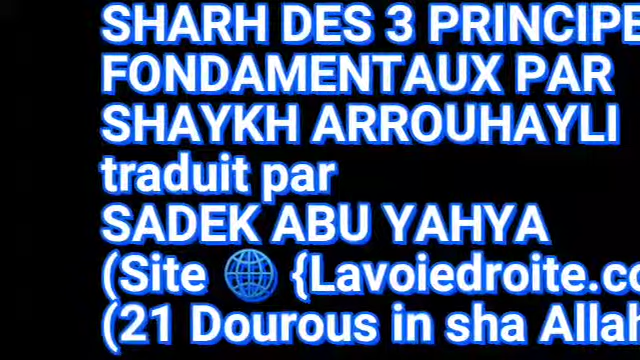 SHARH DES 3 PRINCIPE
FONDAMENTAUX PAR
SHAYKH ARROUHAYLI
traduit par
SADEK ABU YAHYA
(Site 🌐 {Lavoiedroite.co
(21 Dourous in sha Allah